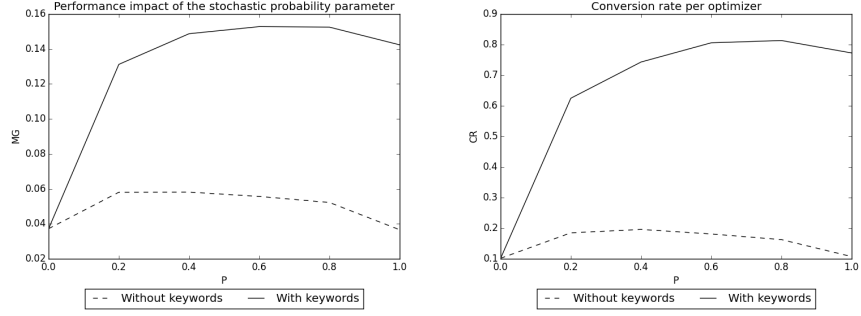 Performance impact of the stochastic probability parameter
0.16
0.14
0.12
0.10
0.08
0.06
0.04
0.02
MG
0.0 0.2 0.4 0.6 0.8 1.0
P
Without keywords With keywords
Conversion rate per optimizer
0.9
0.8
0.7
0.6
0.5
0.4
0.3
0.2
0.1
CR
0.0 0.2 0.4 0.6 0.8 1.0
P
Without keywords With keywords